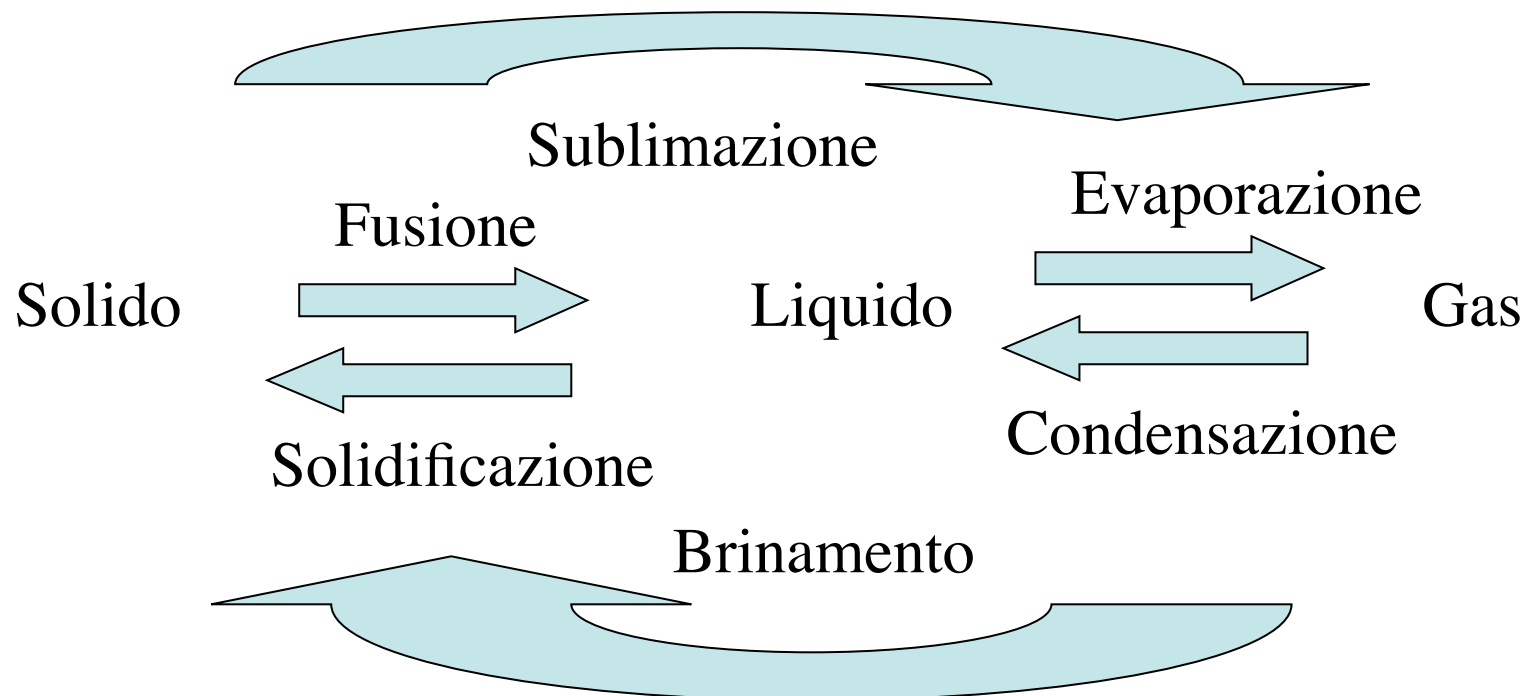 Sublimazione
Evaporazione
Fusione
Solido
Liquido
Gas
Condensazione
Solidificazione
Brinamento